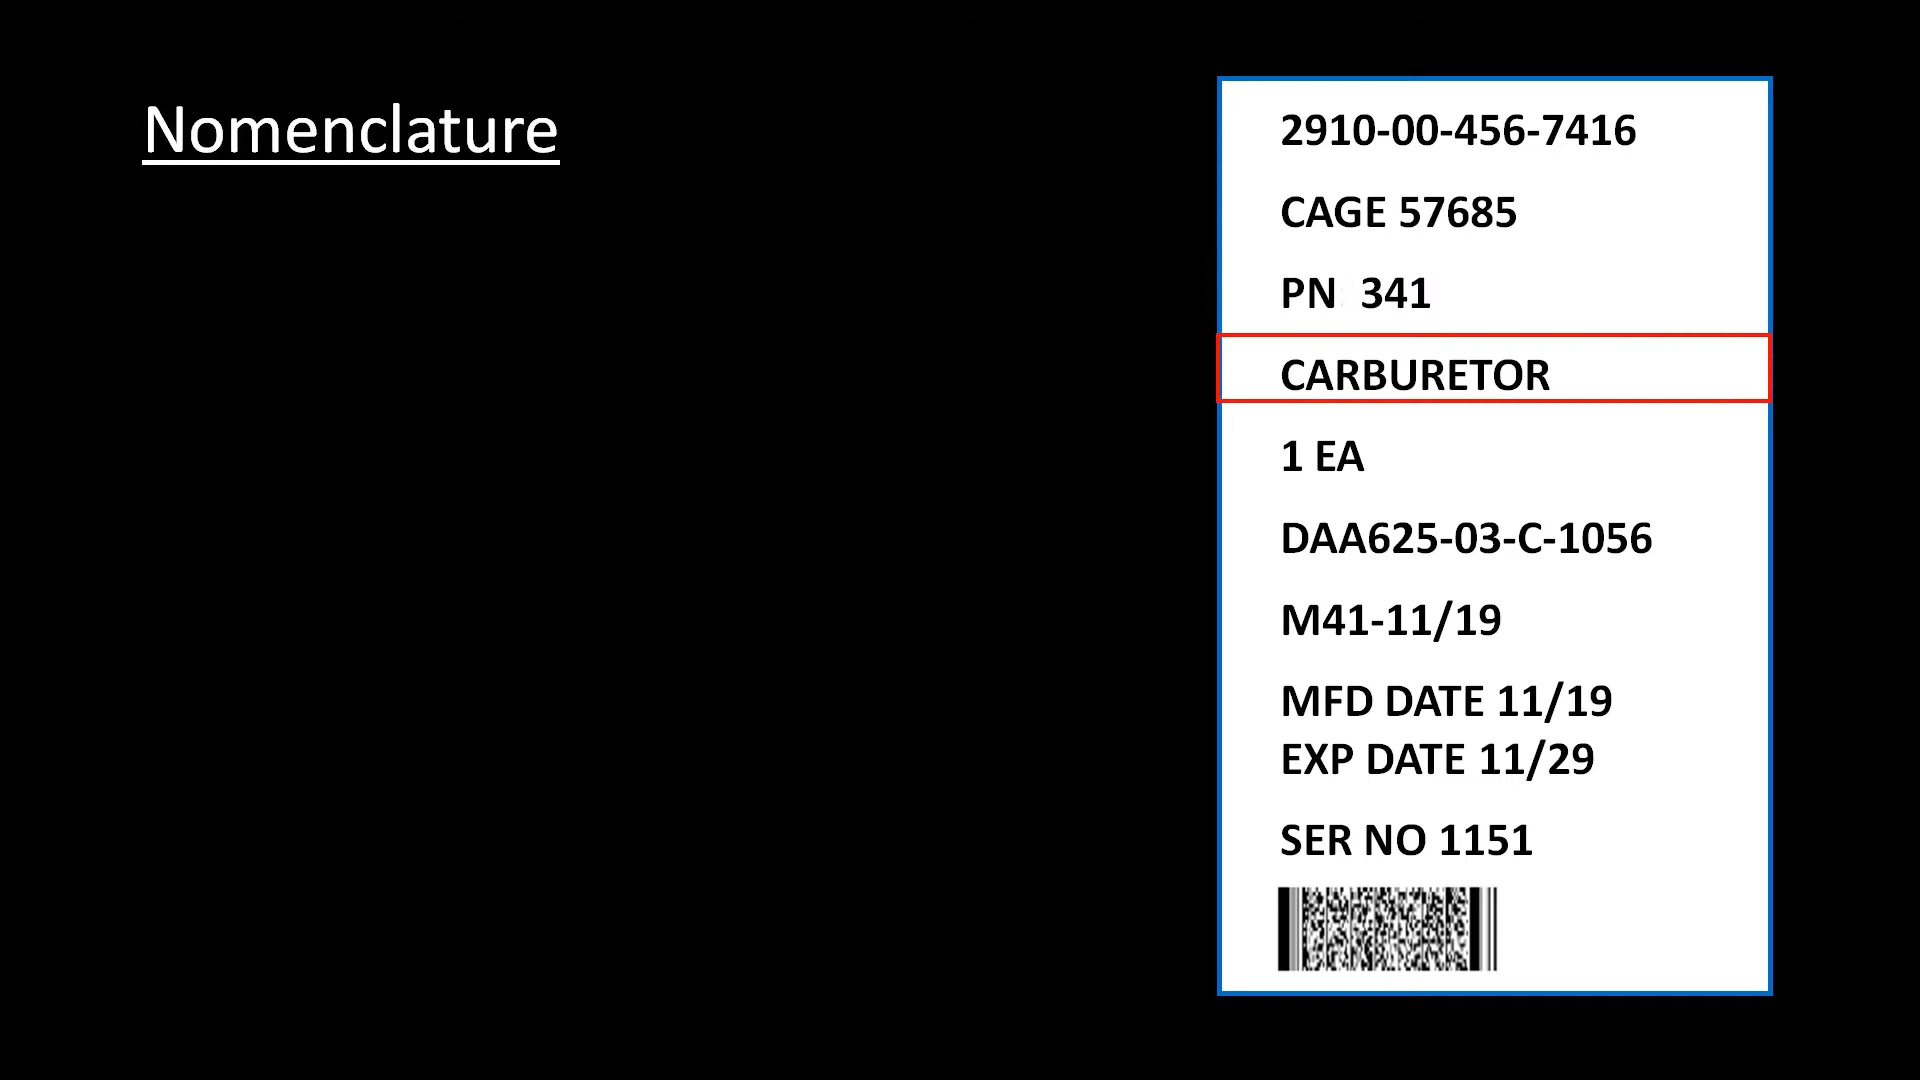 Nomenclature
2910-00-456-7416
CAGE 57685
PN 341
CARBURETOR
1 EA
DAA625-03-C-1056
M41-11/19
MFD DATE 11/19
EXP DATE 11/29
SER NO 1151